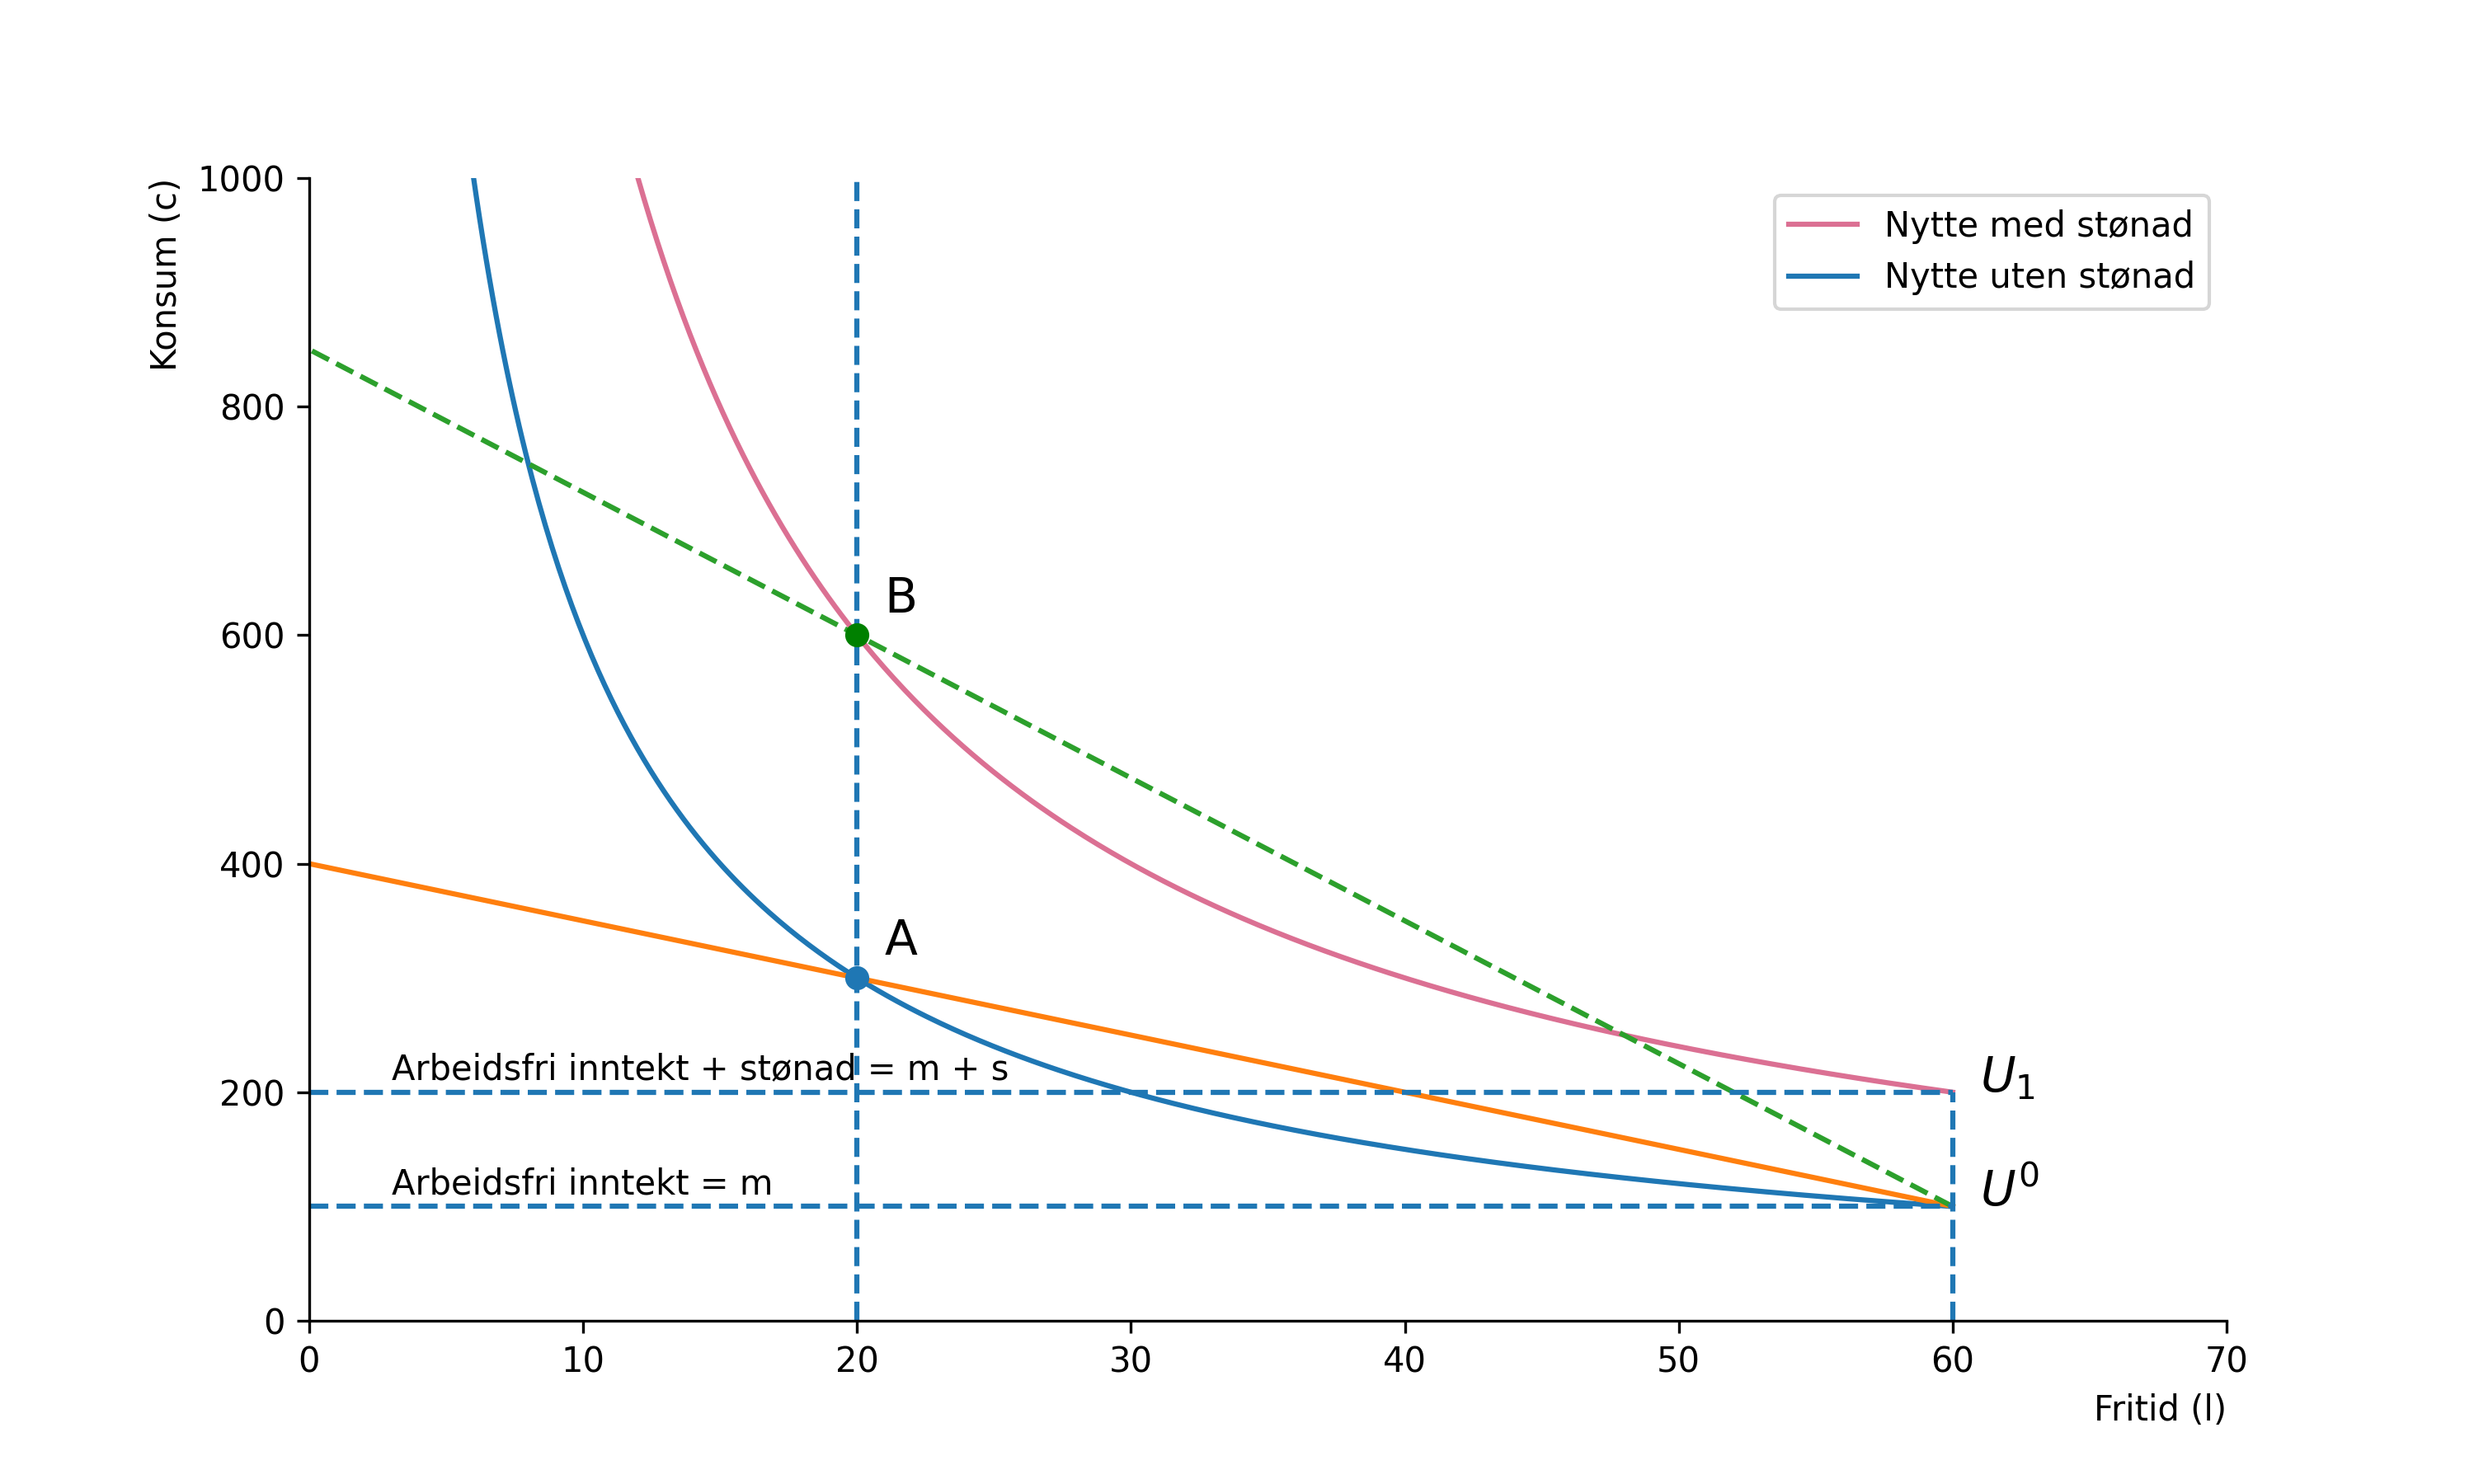 Konsum (c)
1000
800
600
400
200
0
Nytte med stønad
Nytte uten stønad
B
A
Arbeidsfri inntekt + stønad = m + s
U₁
Arbeidsfri inntekt = m
U⁰
0 10 20 30 40 50 60 70
Fritid (l)